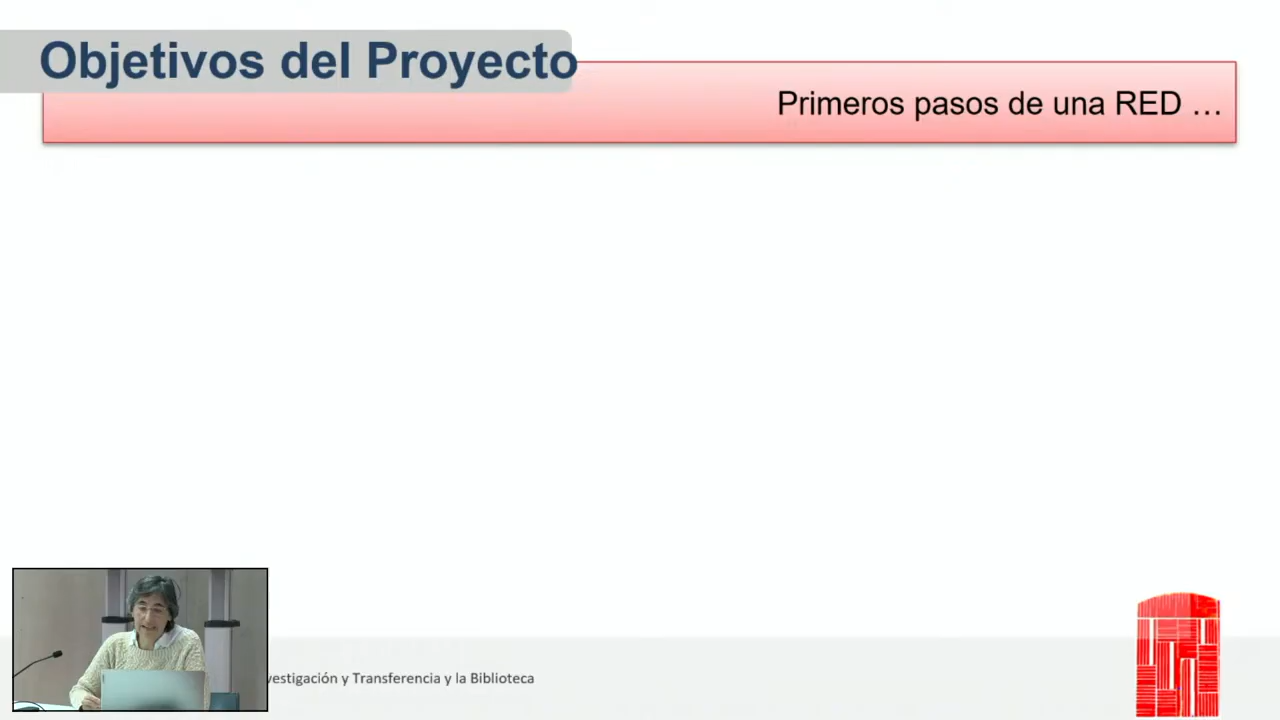 Objetivos del Proyecto
Primeros pasos de una RED …
vestigación y Transferencia y la Biblioteca